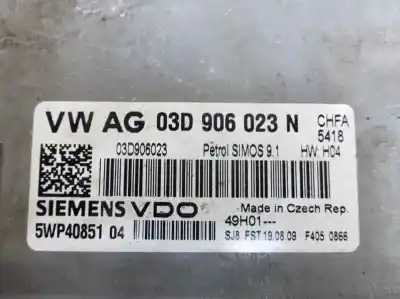 VW AG 03D 906 023 N CHFA
5418
03D906023 Petrol SIMOS 9.1 HW: H04
SIEMENS VDO Made in Czech Rep.
49H01---
5WP40851 04 SJ8 FST 19.08.09 F405 0866